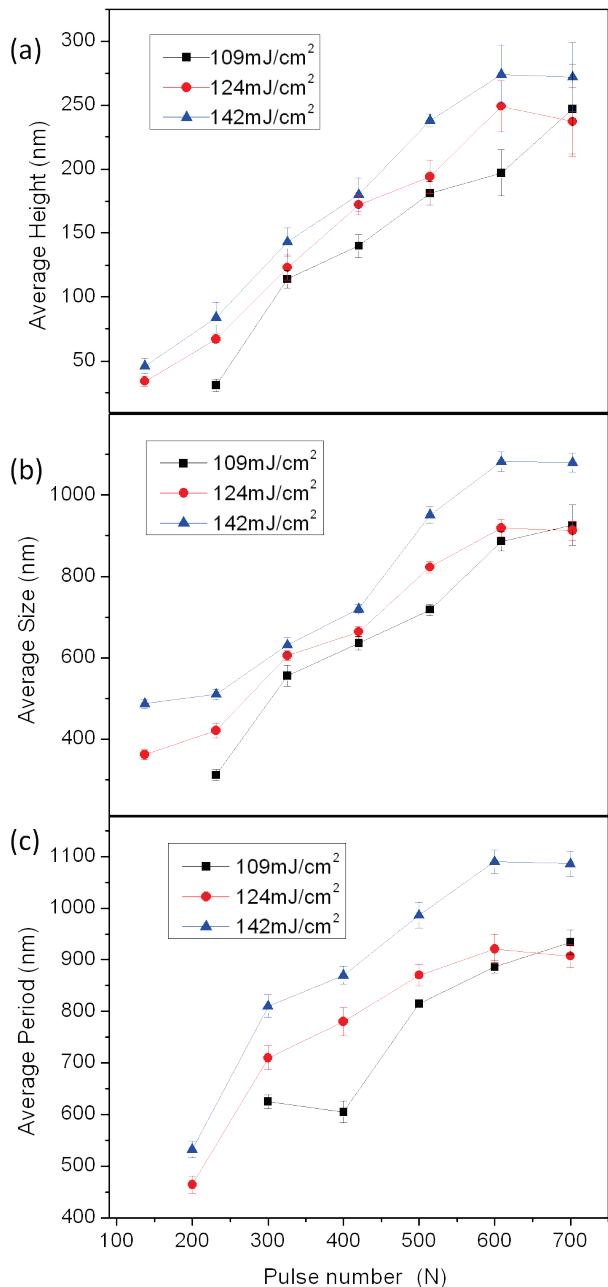 (a)
109mJ/cm²
124mJ/cm²
142mJ/cm²
300
250
200
150
100
50
Average Height (nm)
(b)
109mJ/cm²
124mJ/cm²
142mJ/cm²
1000
800
600
400
Average Size (nm)
(c)
109mJ/cm²
124mJ/cm²
142mJ/cm²
1100
1000
900
800
700
600
500
400
Average Period (nm)
100 200 300 400 500 600 700
Pulse number (N)